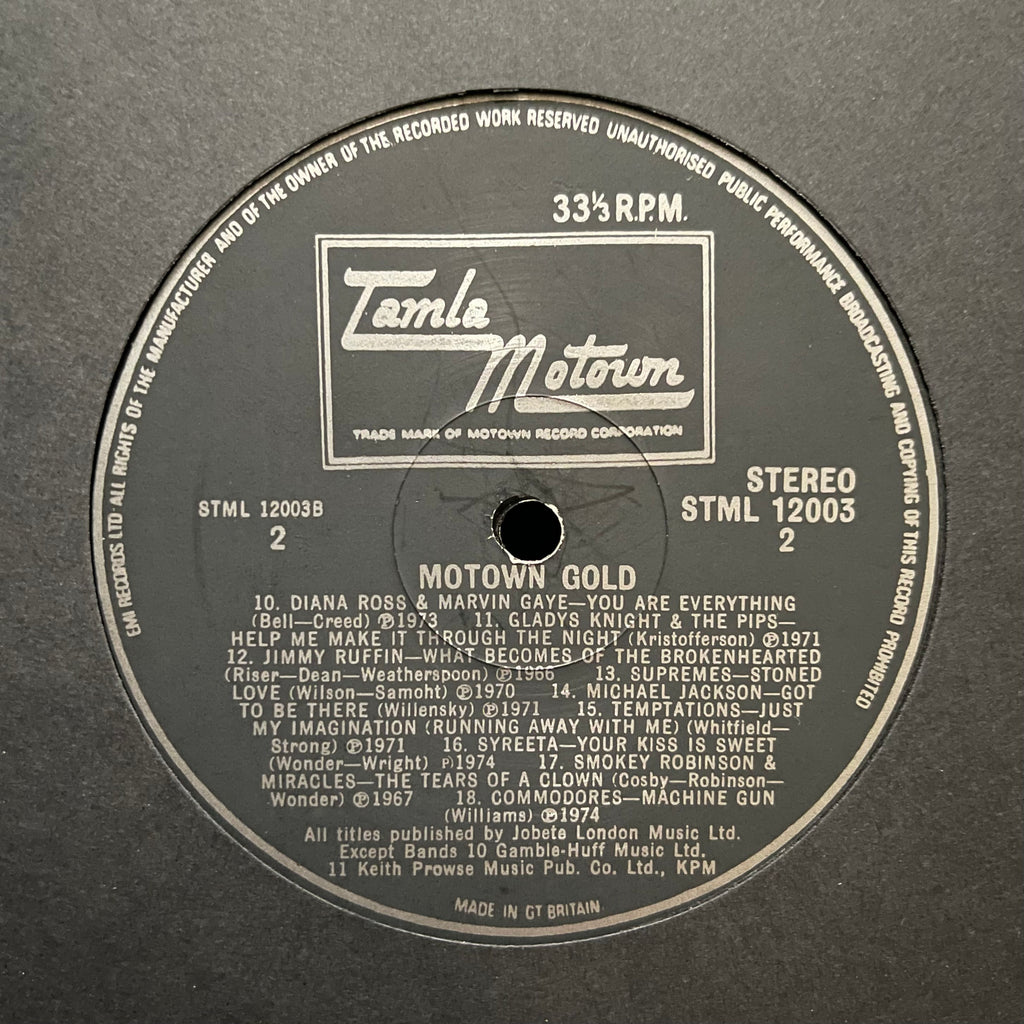 EMI RECORDS LTD · ALL RIGHTS OF THE MANUFACTURER AND OF THE OWNER OF THE RECORDED WORK RESERVED UNAUTHORISED PUBLIC PERFORMANCE BROADCASTING AND COPYING OF THIS RECORD PROHIBITED
33⅓ R.P.M.
Tamla
Motown
TRADE MARK OF MOTOWN RECORD CORPORATION
STEREO
STML 12003B
STML 12003
2
2
MOTOWN GOLD
10. DIANA ROSS & MARVIN GAYE—YOU ARE EVERYTHING
(Bell—Creed) ℗1973 11. GLADYS KNIGHT & THE PIPS—
HELP ME MAKE IT THROUGH THE NIGHT (Kristofferson) ℗1971
12. JIMMY RUFFIN—WHAT BECOMES OF THE BROKENHEARTED
(Riser—Dean—Weatherspoon) ℗1966 13. SUPREMES—STONED
LOVE (Wilson—Samoht) ℗1970 14. MICHAEL JACKSON—GOT
TO BE THERE (Willensky) ℗1971 15. TEMPTATIONS—JUST
MY IMAGINATION (RUNNING AWAY WITH ME) (Whitfield—
Strong) ℗1971 16. SYREETA—YOUR KISS IS SWEET
(Wonder—Wright) ℗1974 17. SMOKEY ROBINSON &
MIRACLES—THE TEARS OF A CLOWN (Cosby—Robinson—
Wonder) ℗1967 18. COMMODORES—MACHINE GUN
(Williams) ℗1974
All titles published by Jobete London Music Ltd.
Except Bands 10 Gamble-Huff Music Ltd.
11 Keith Prowse Music Pub. Co. Ltd., KPM
MADE IN GT BRITAIN